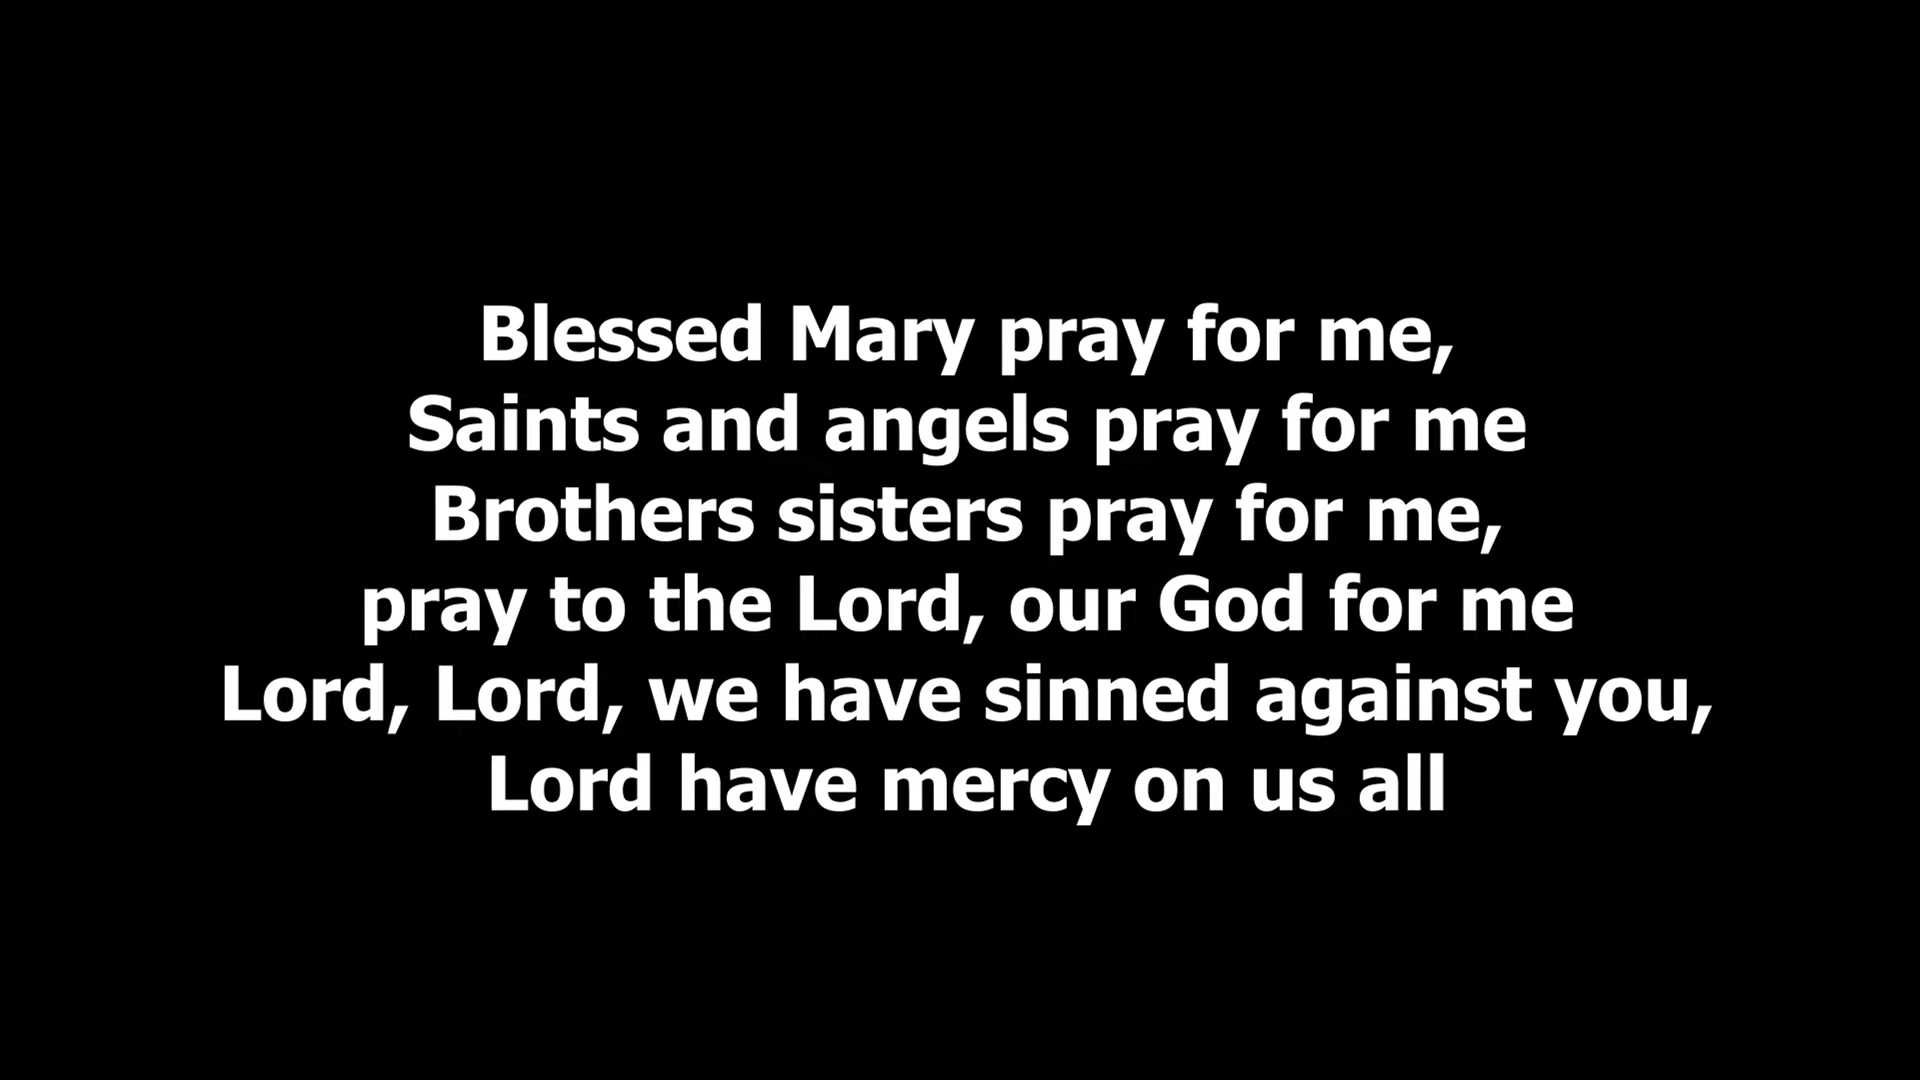 Blessed Mary pray for me,
Saints and angels pray for me
Brothers sisters pray for me,
pray to the Lord, our God for me
Lord, Lord, we have sinned against you,
Lord have mercy on us all